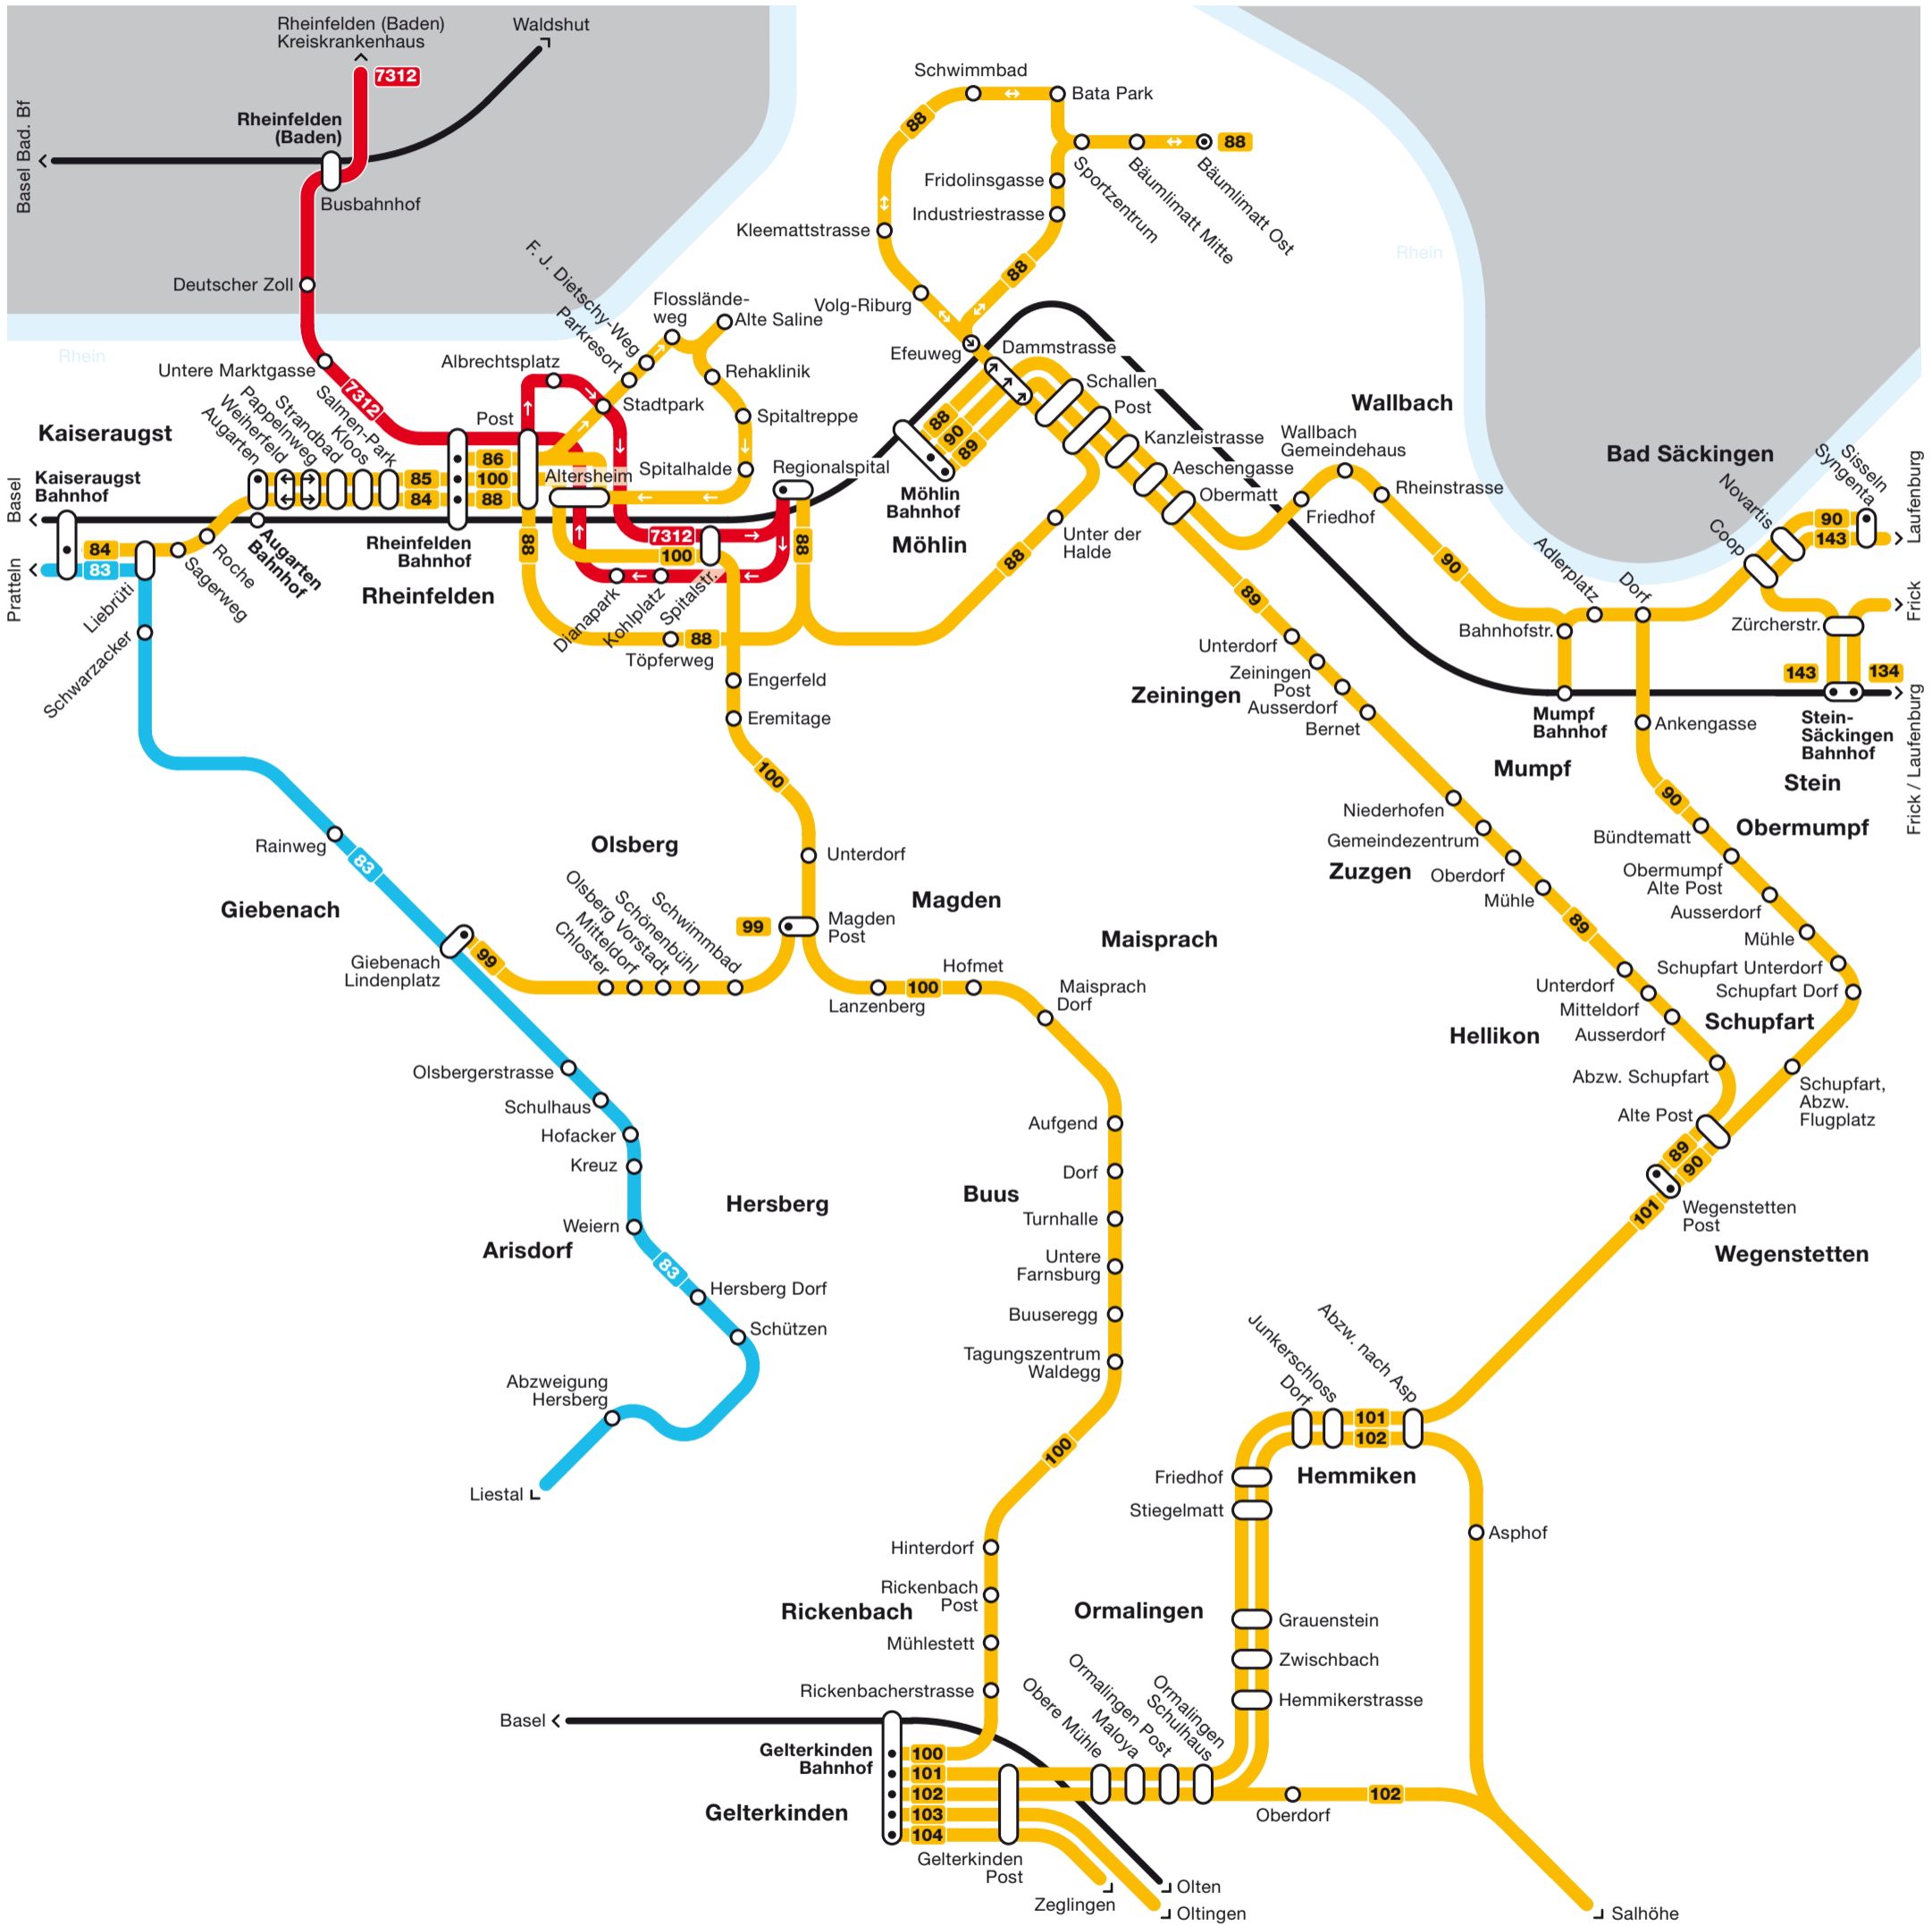 Rheinfelden (Baden)
Kreiskrankenhaus
Waldshut
7312
Basel Bad. Bf
Rheinfelden
(Baden)
Busbahnhof
Deutscher Zoll
Rhein
Untere Marktgasse
7312
Salmen-Park
Kloos
Strandbad
Pappelnweg
Weiherfeld
Augarten
Kaiseraugst
Kaiseraugst
Bahnhof
Basel
Pratteln
84
83
85
84
86
100
88
Liebrüti
Schwarzacker
Sagerweg
Roche
Augarten
Bahnhof
Rheinfelden
Bahnhof
Rheinfelden
Post
Albrechtsplatz
F. J. Dietschy-Weg
Parkresort
Flosslände-
weg
Alte Saline
Stadtpark
Rehaklinik
Spitaltreppe
Spitalhalde
Altersheim
Regionalspital
7312
100
88
88
Dianapark
Kohlplatz
Spitalstr.
Töpferweg
88
Engerfeld
Eremitage
100
Schwimmbad
Bata Park
88
88
Sportzentrum
Bäumlimatt Mitte
Bäumlimatt Ost
Fridolinsgasse
Industriestrasse
Kleemattstrasse
88
Volg-Riburg
Efeuweg
Dammstrasse
Schallen
Post
Kanzleistrasse
Aeschengasse
Obermatt
88
90
89
Möhlin
Bahnhof
Möhlin
Unter der
Halde
88
Rhein
Wallbach
Wallbach
Gemeindehaus
Rheinstrasse
Friedhof
90
89
Bad Säckingen
Sisseln
Syngenta
Novartis
Coop
90
143
Laufenburg
Frick
Zürcherstr.
143
134
Adlerplatz
Dorf
Bahnhofstr.
Mumpf
Bahnhof
Mumpf
Ankengasse
Stein-
Säckingen
Bahnhof
Stein
Frick / Laufenburg
90
Obermumpf
Bündtematt
Obermumpf
Alte Post
Ausserdorf
Mühle
Schupfart Unterdorf
Schupfart Dorf
Schupfart
Schupfart,
Abzw.
Flugplatz
Unterdorf
Zeiningen
Post
Ausserdorf
Bernet
Zeiningen
Niederhofen
Gemeindezentrum
Zuzgen
Oberdorf
Mühle
89
Unterdorf
Mitteldorf
Ausserdorf
Hellikon
Abzw. Schupfart
Alte Post
89
90
101
Wegenstetten
Post
Wegenstetten
Rainweg
83
Giebenach
Giebenach
Lindenplatz
99
Olsberg
Chloster
Mitteldorf
Olsberg Vorstadt
Schönenbühl
Schwimmbad
99
Unterdorf
Magden
Post
Magden
Maisprach
Lanzenberg
100
Hofmet
Maisprach
Dorf
Olsbergerstrasse
Schulhaus
Hofacker
Kreuz
Weiern
Arisdorf
Hersberg
83
Hersberg Dorf
Schützen
Abzweigung
Hersberg
Liestal
Aufgend
Dorf
Buus
Turnhalle
Untere
Farnsburg
Buuseregg
Tagungszentrum
Waldegg
100
Hinterdorf
Rickenbach
Post
Rickenbach
Mühlestett
Rickenbacherstrasse
Abzw. nach Asp
Junkerschloss
Dorf
101
102
Hemmiken
Friedhof
Stiegelmatt
Asphof
Ormalingen
Grauenstein
Zwischbach
Hemmikerstrasse
Basel
Gelterkinden
Bahnhof
Gelterkinden
100
101
102
103
104
Obere Mühle
Maloya
Ormalingen Post
Ormalingen
Schulhaus
Oberdorf
102
Gelterkinden
Post
Zeglingen
Olten
Oltingen
Salhöhe